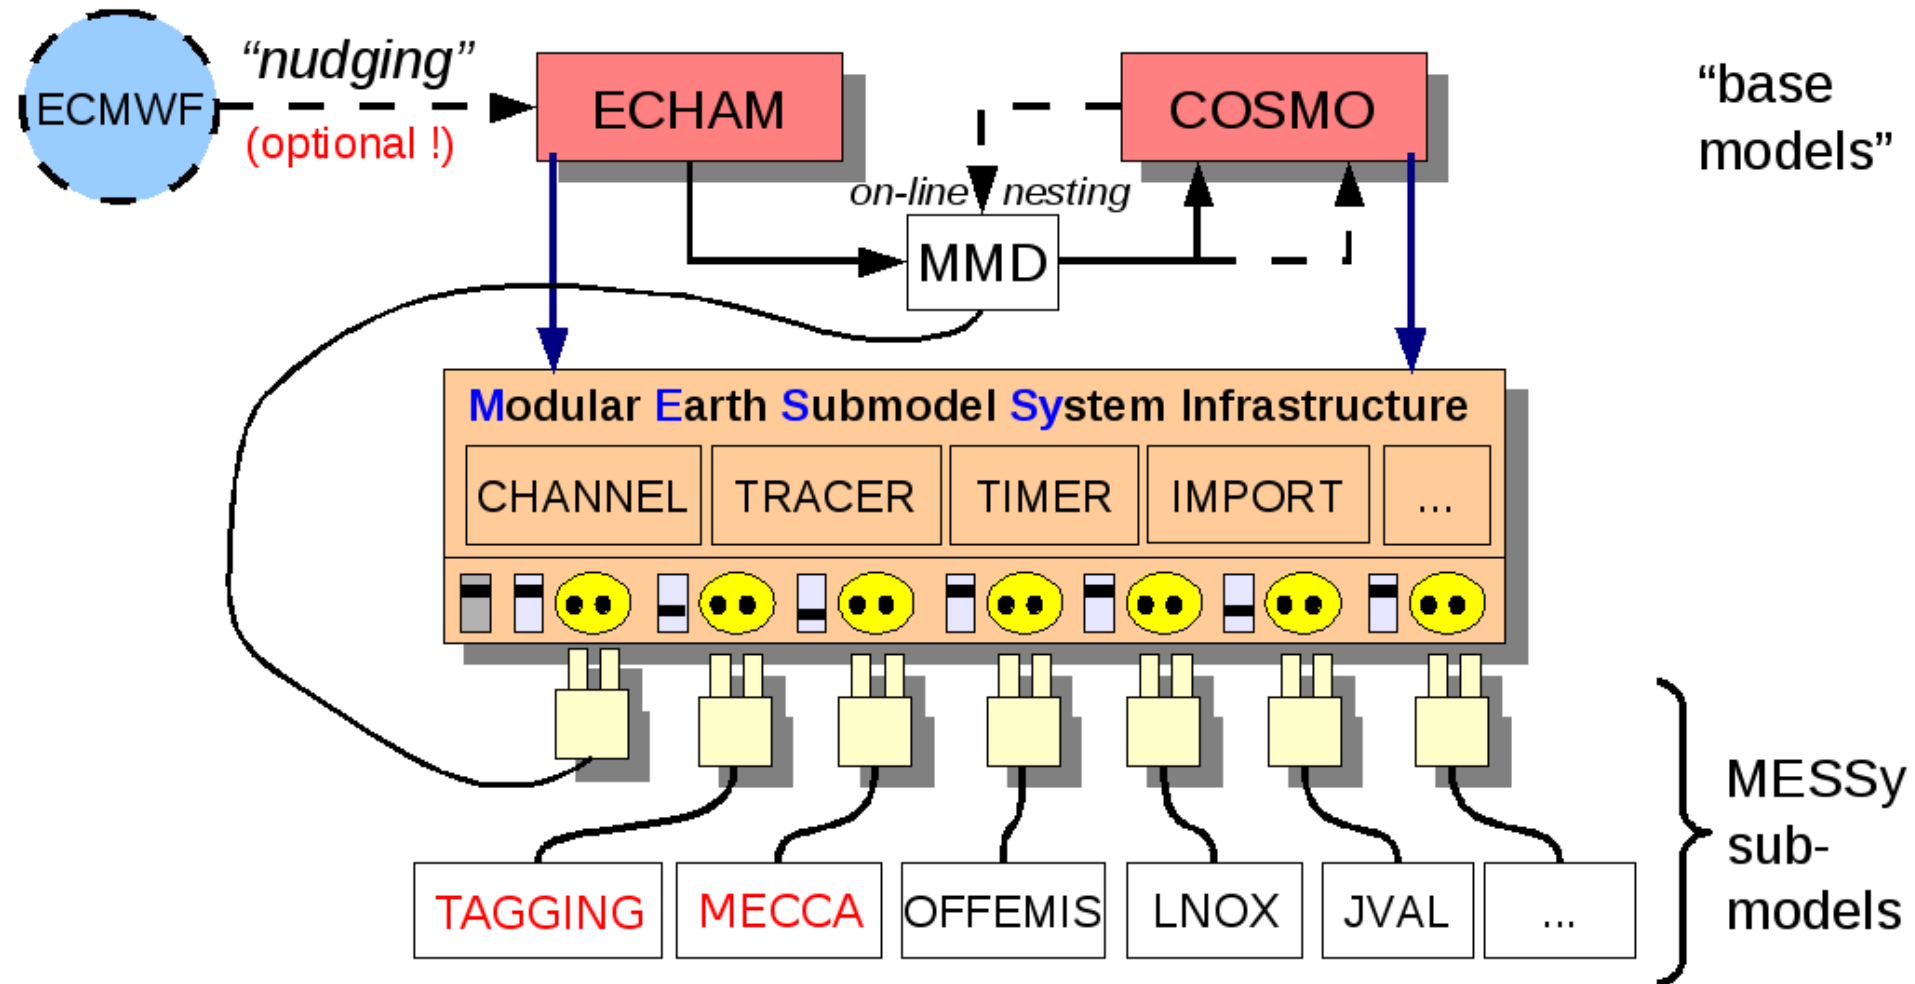 “nudging”
ECMWF
(optional !)
ECHAM
COSMO
“base
models”
on-line nesting
MMD
Modular Earth Submodel System Infrastructure
CHANNEL
TRACER
TIMER
IMPORT
...
MESSy
sub-
models
TAGGING
MECCA
OFFEMIS
LNOX
JVAL
...